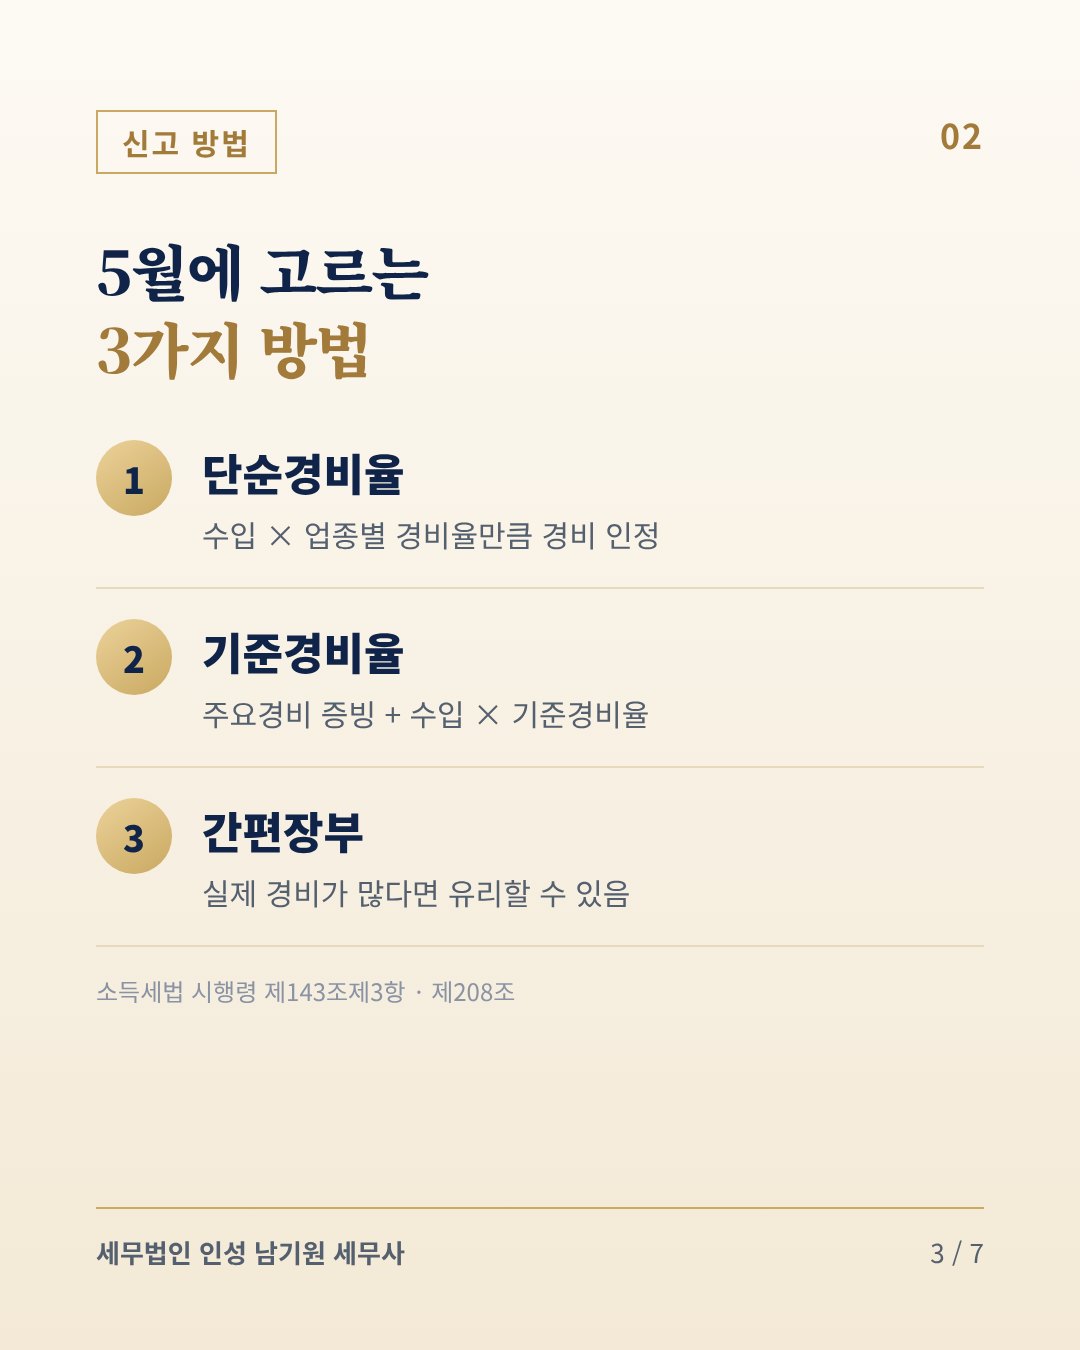 신고 방법
02
5월에 고르는
3가지 방법
1
단순경비율
수입 × 업종별 경비율만큼 경비 인정
2
기준경비율
주요경비 증빙 + 수입 × 기준경비율
3
간편장부
실제 경비가 많다면 유리할 수 있음
소득세법 시행령 제143조제3항 · 제208조
세무법인 인성 남기원 세무사
3 / 7